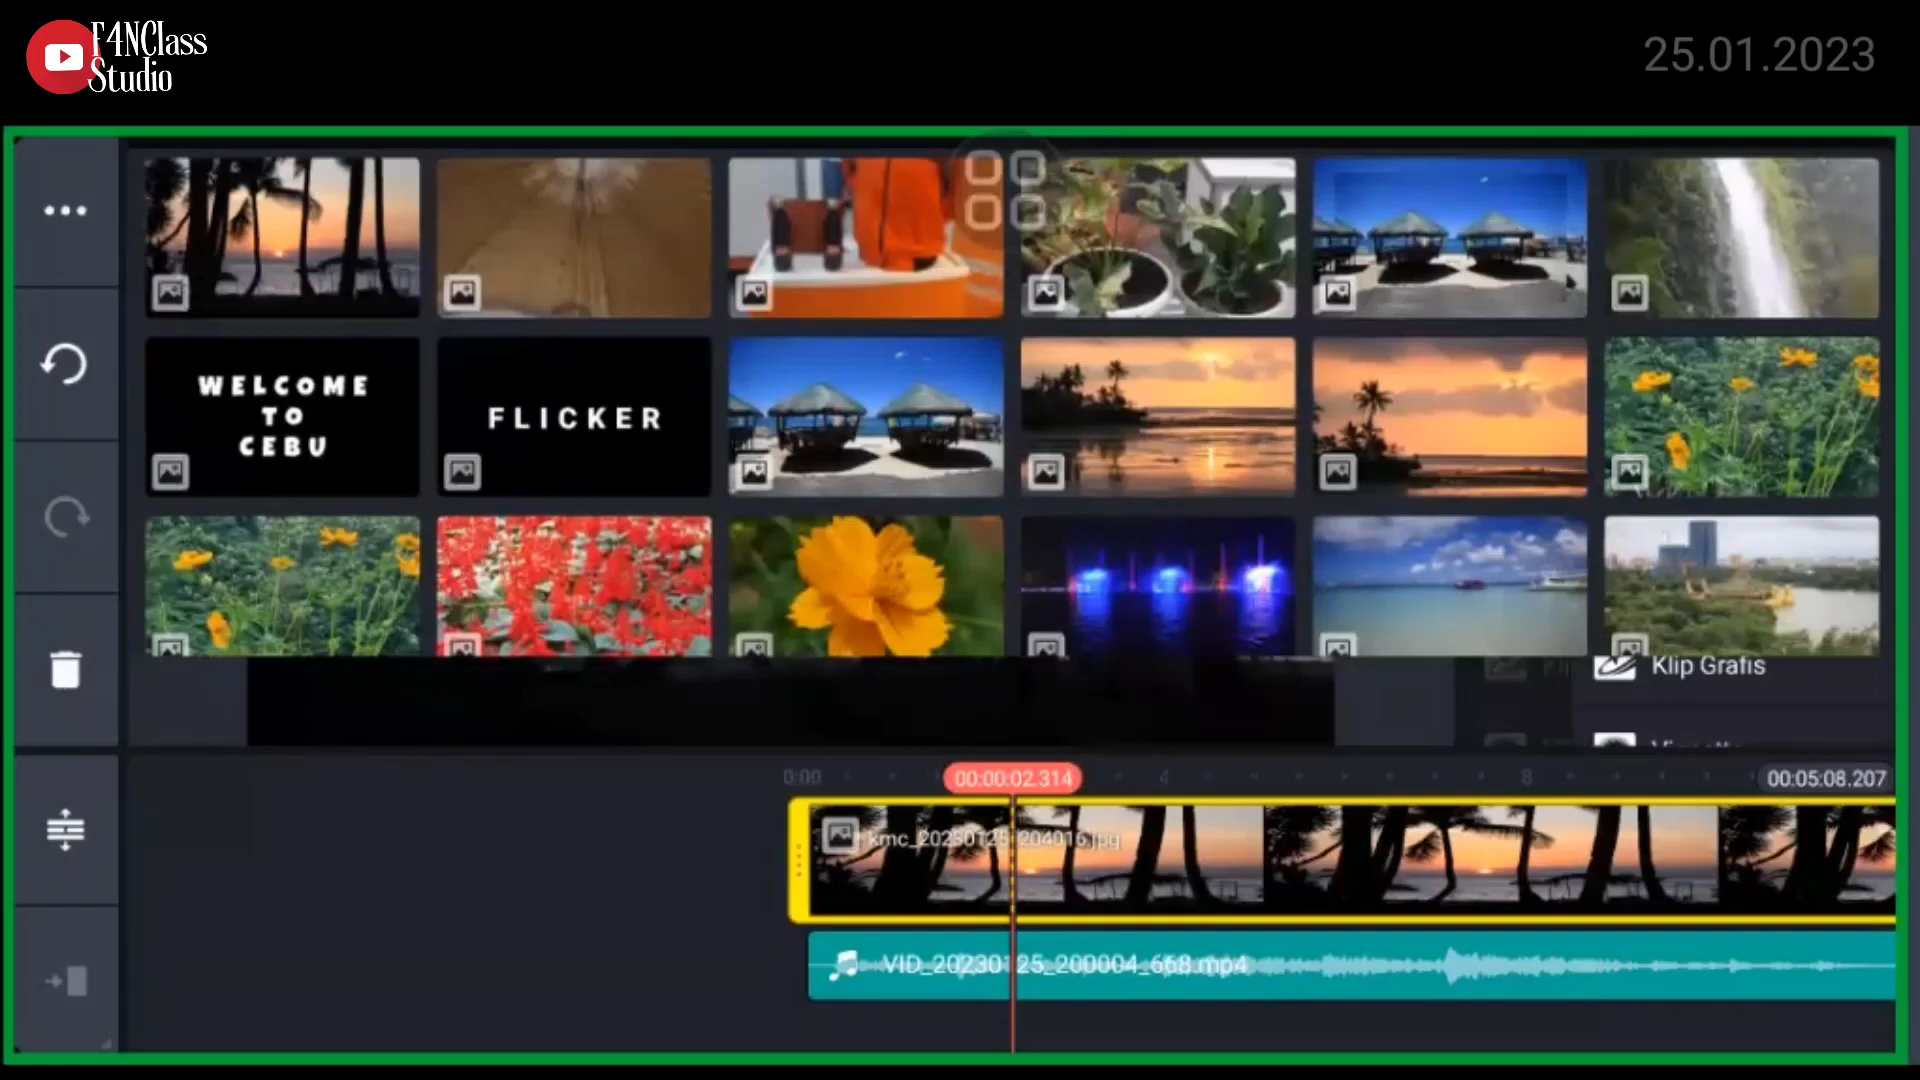 F4NClass
Studio
25.01.2023
WELCOME
TO
CEBU
FLICKER
Klip Grafis
0:00
00:00:02.314
4
8
00:05:08.207
kmc_20230125_204016.jpg
VID_20230125_200004_668.mp4